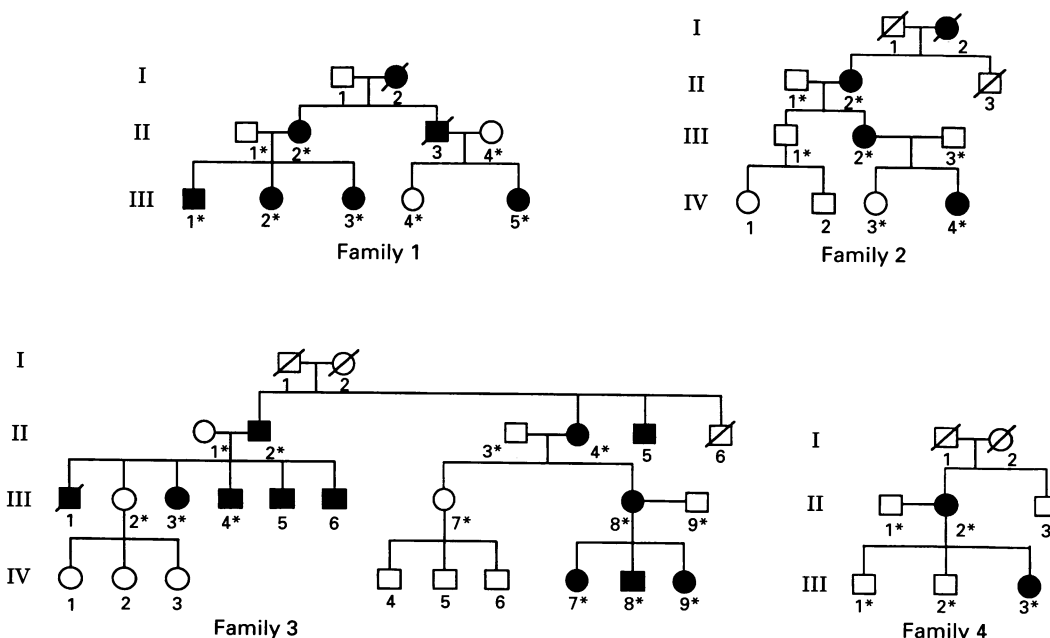 I
1 2
II
1* 2* 3 4*
III
1* 2* 3* 4* 5*
Family 1
I
1 2
II
1* 2* 3
III
1* 2* 3*
IV
1 2 3* 4*
Family 2
I
1 2
II
1* 2* 3* 4* 5 6
III
1 2* 3* 4* 5 6 7* 8* 9*
IV
1 2 3 4 5 6 7* 8* 9*
Family 3
I
1 2
II
1* 2* 3
III
1* 2* 3*
Family 4